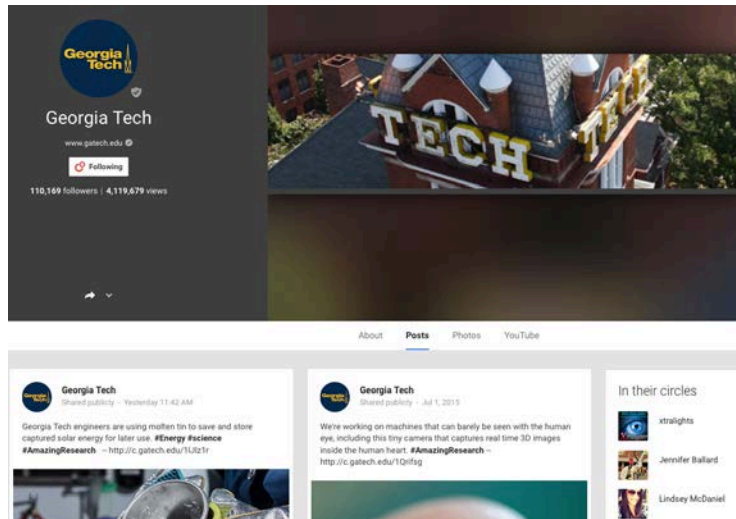 Georgia
Tech
TECH
Georgia Tech
www.gatech.edu
Following
110,169 followers | 4,119,679 views
About Posts Photos YouTube
Georgia Tech
Shared publicly - Yesterday 11:42 AM
Georgia Tech engineers are using molten tin to save and store
captured solar energy for later use. #Energy #science
#AmazingResearch -- http://c.gatech.edu/1IJlz1r
Georgia Tech
Shared publicly - Jul 1, 2015
We're working on machines that can barely be seen with the human
eye, including this tiny camera that captures real time 3D images
inside the human heart. #AmazingResearch --
http://c.gatech.edu/1Qrifsg
In their circles
xtralights
Jennifer Ballard
Lindsey McDaniel